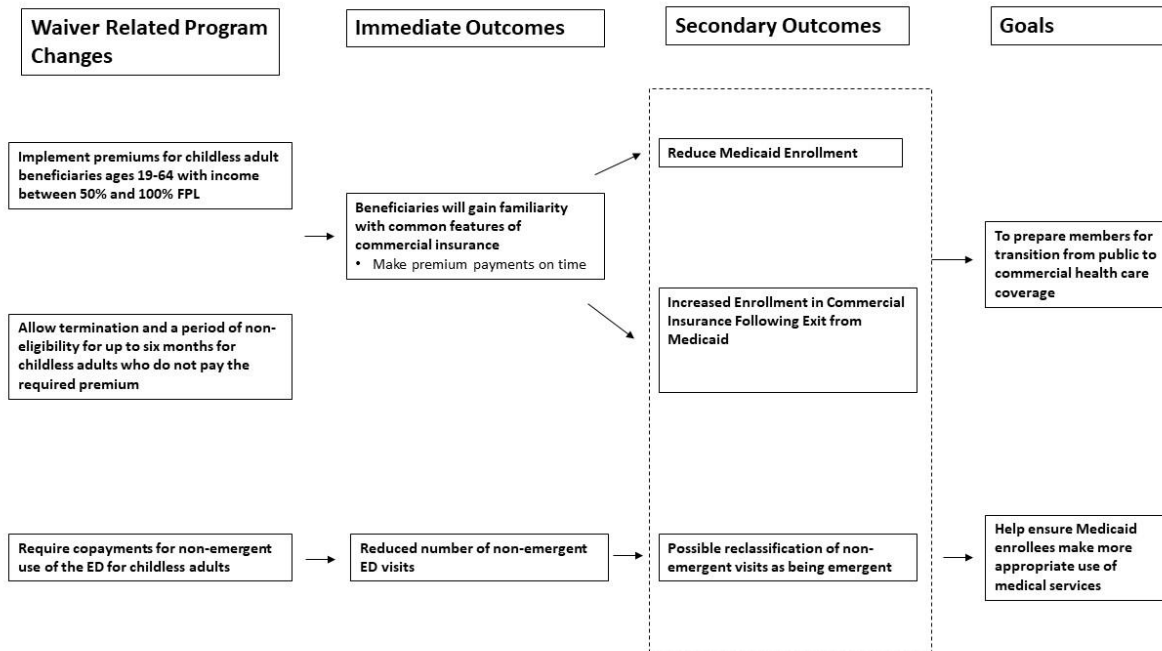 Waiver Related Program
Changes
Immediate Outcomes
Secondary Outcomes
Goals
Implement premiums for childless adult
beneficiaries ages 19-64 with income
between 50% and 100% FPL
Allow termination and a period of non-
eligibility for up to six months for
childless adults who do not pay the
required premium
Beneficiaries will gain familiarity
with common features of
commercial insurance
• Make premium payments on time
Reduce Medicaid Enrollment
Increased Enrollment in Commercial
Insurance Following Exit from
Medicaid
To prepare members for
transition from public to
commercial health care
coverage
Require copayments for non-emergent
use of the ED for childless adults
Reduced number of non-emergent
ED visits
Possible reclassification of non-
emergent visits as being emergent
Help ensure Medicaid
enrollees make more
appropriate use of
medical services